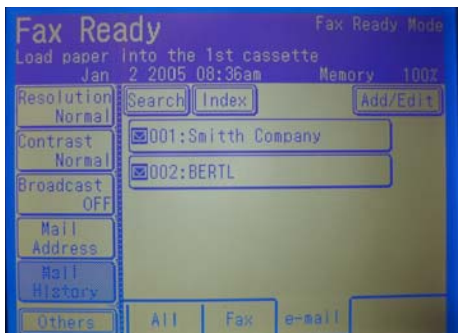 Fax Ready
Fax Ready Mode
Load paper into the 1st cassette
Jan 2 2005 08:36am Memory 100%
Resolution
Normal
Search Index Add/Edit
Contrast
Normal
001:Smitth Company
Broadcast
OFF
002:BERTL
Mail
Address
Mail
History
Others
All Fax e-mail